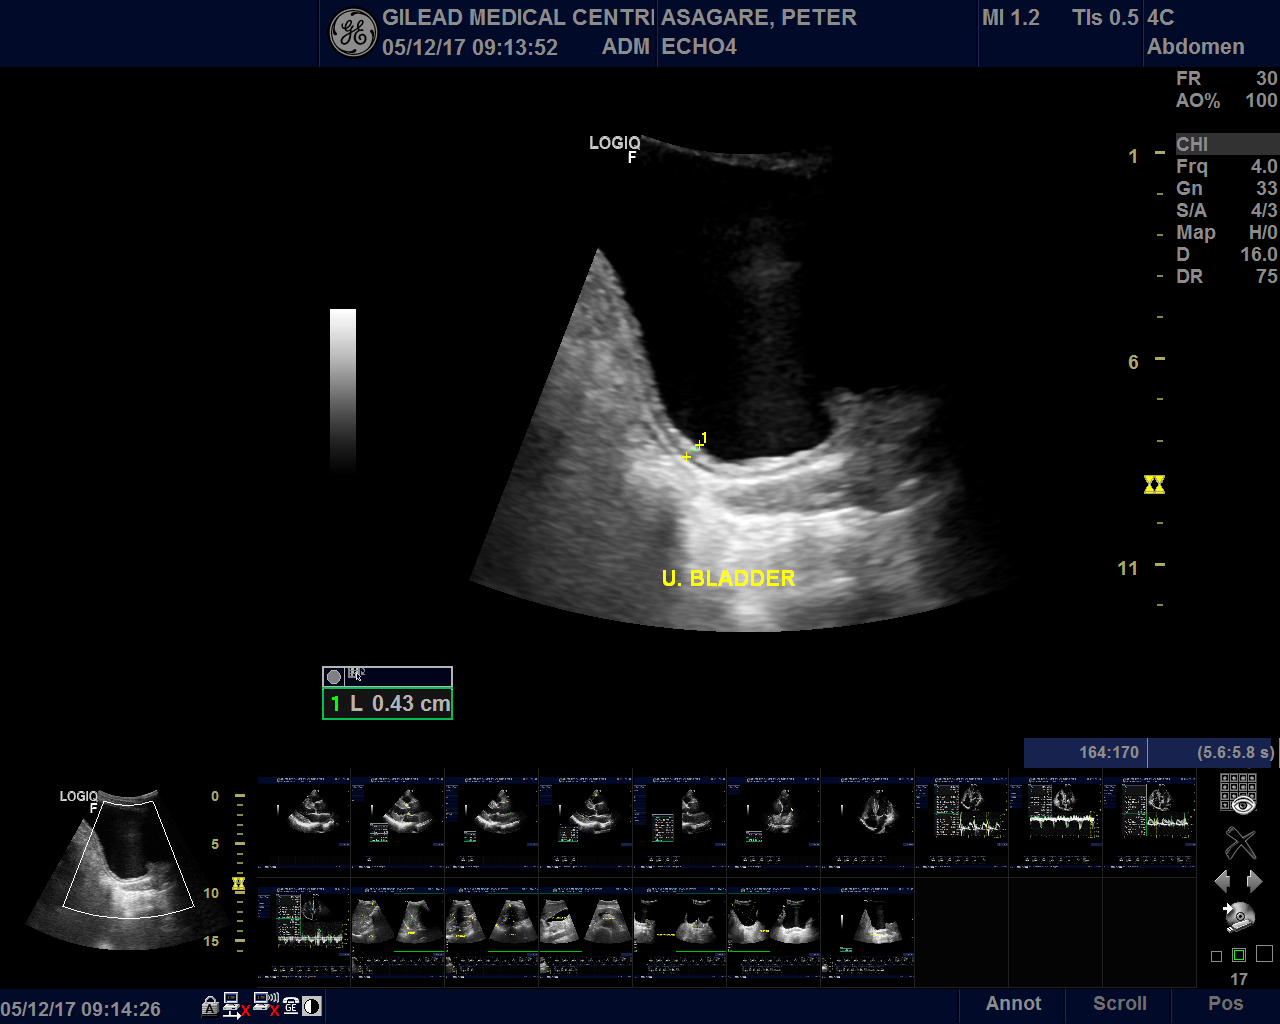 GILEAD MEDICAL CENTRI ASAGARE, PETER MI 1.2 TIs 0.5 4C
05/12/17 09:13:52 ADM ECHO4 Abdomen
FR 30
AO% 100
CHI
Frq 4.0
Gn 33
S/A 4/3
Map H/0
D 16.0
DR 75
LOGIQ
F
1
6
11
1
U. BLADDER
1 L 0.43 cm
164:170 (5.6:5.8 s)
LOGIQ
F
0
5
10
15
17
05/12/17 09:14:26 Annot Scroll Pos